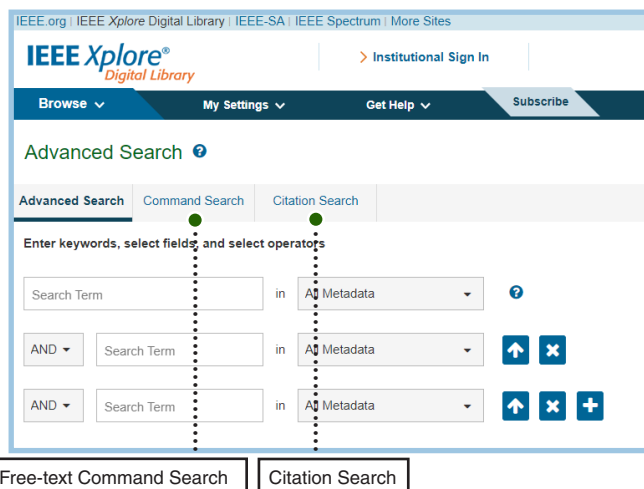 IEEE.org | IEEE Xplore Digital Library | IEEE-SA | IEEE Spectrum | More Sites
IEEE Xplore®
Digital Library
Institutional Sign In
Browse My Settings Get Help Subscribe
Advanced Search
Advanced Search Command Search Citation Search
Enter keywords, select fields, and select operators
Search Term in All Metadata
AND Search Term in All Metadata
AND Search Term in All Metadata
Free-text Command Search Citation Search